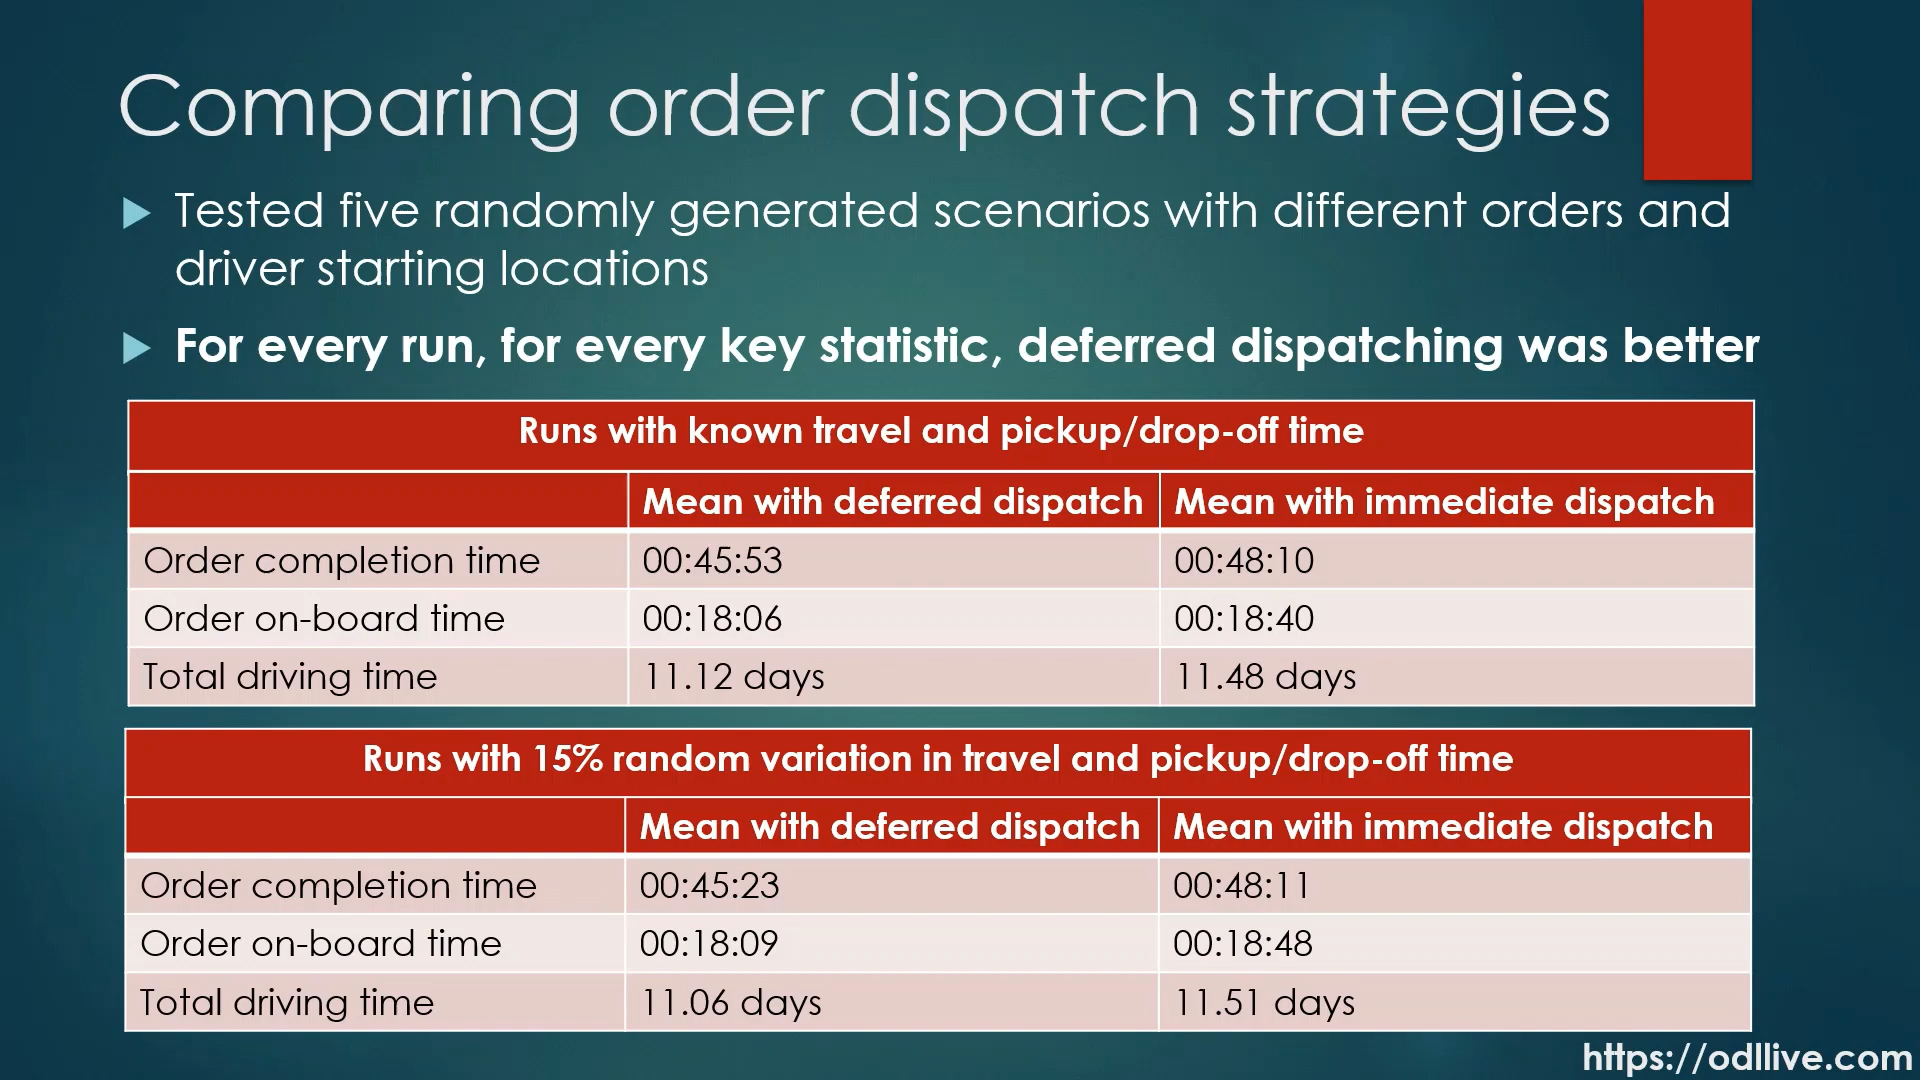 Comparing order dispatch strategies
Tested five randomly generated scenarios with different orders and
driver starting locations
For every run, for every key statistic, deferred dispatching was better
Runs with known travel and pickup/drop-off time
Mean with deferred dispatch Mean with immediate dispatch
Order completion time 00:45:53 00:48:10
Order on-board time 00:18:06 00:18:40
Total driving time 11.12 days 11.48 days
Runs with 15% random variation in travel and pickup/drop-off time
Mean with deferred dispatch Mean with immediate dispatch
Order completion time 00:45:23 00:48:11
Order on-board time 00:18:09 00:18:48
Total driving time 11.06 days 11.51 days
https://odllive.com